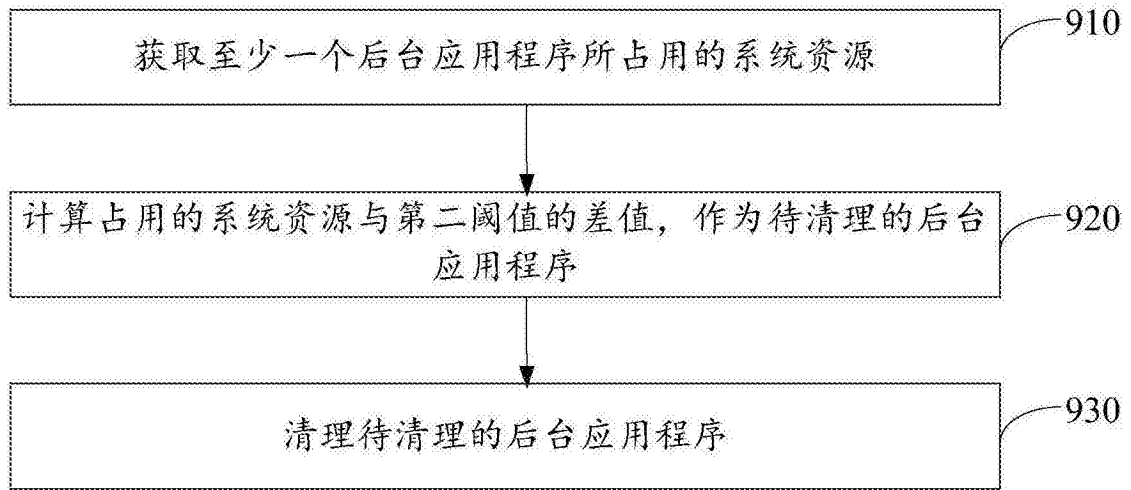 获取至少一个后台应用程序所占用的系统资源
910
计算占用的系统资源与第二阈值的差值，作为待清理的后台
应用程序
920
清理待清理的后台应用程序
930